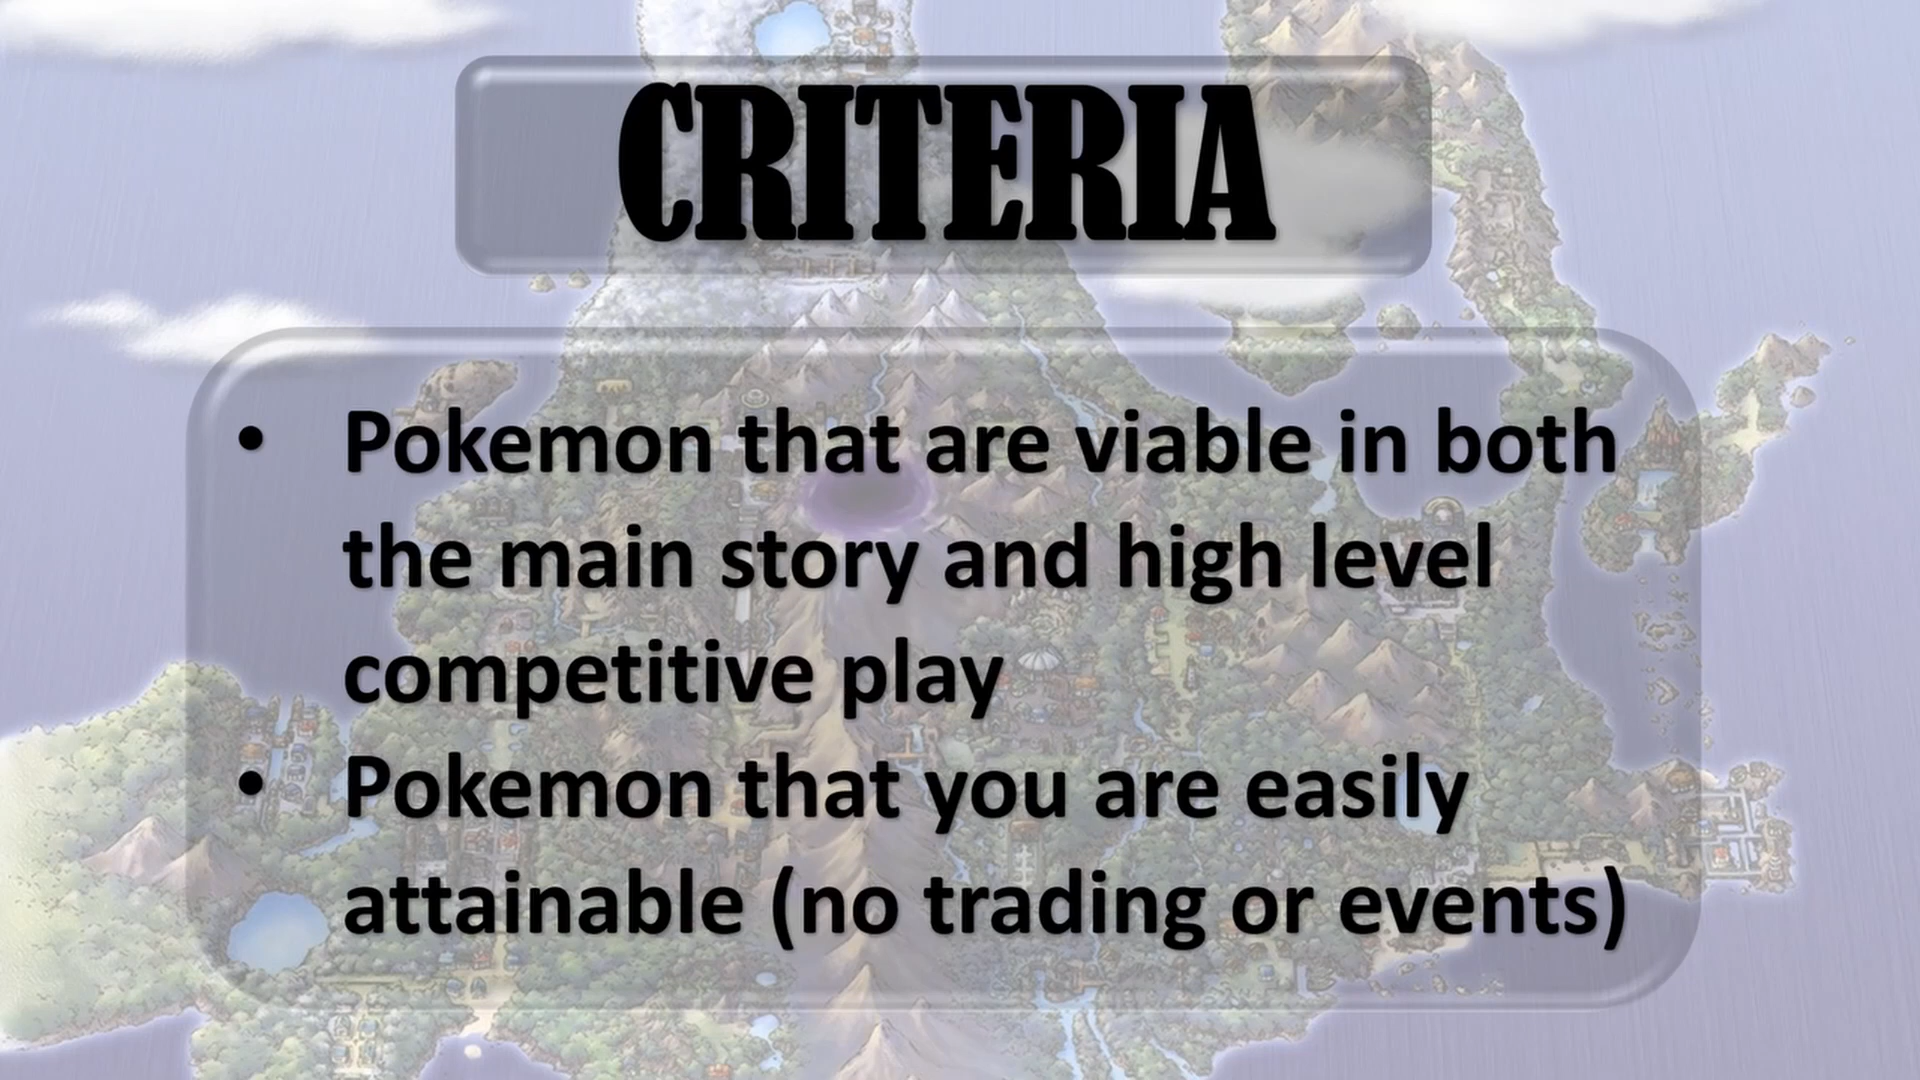 CRITERIA
• Pokemon that are viable in both
the main story and high level
competitive play
• Pokemon that you are easily
attainable (no trading or events)